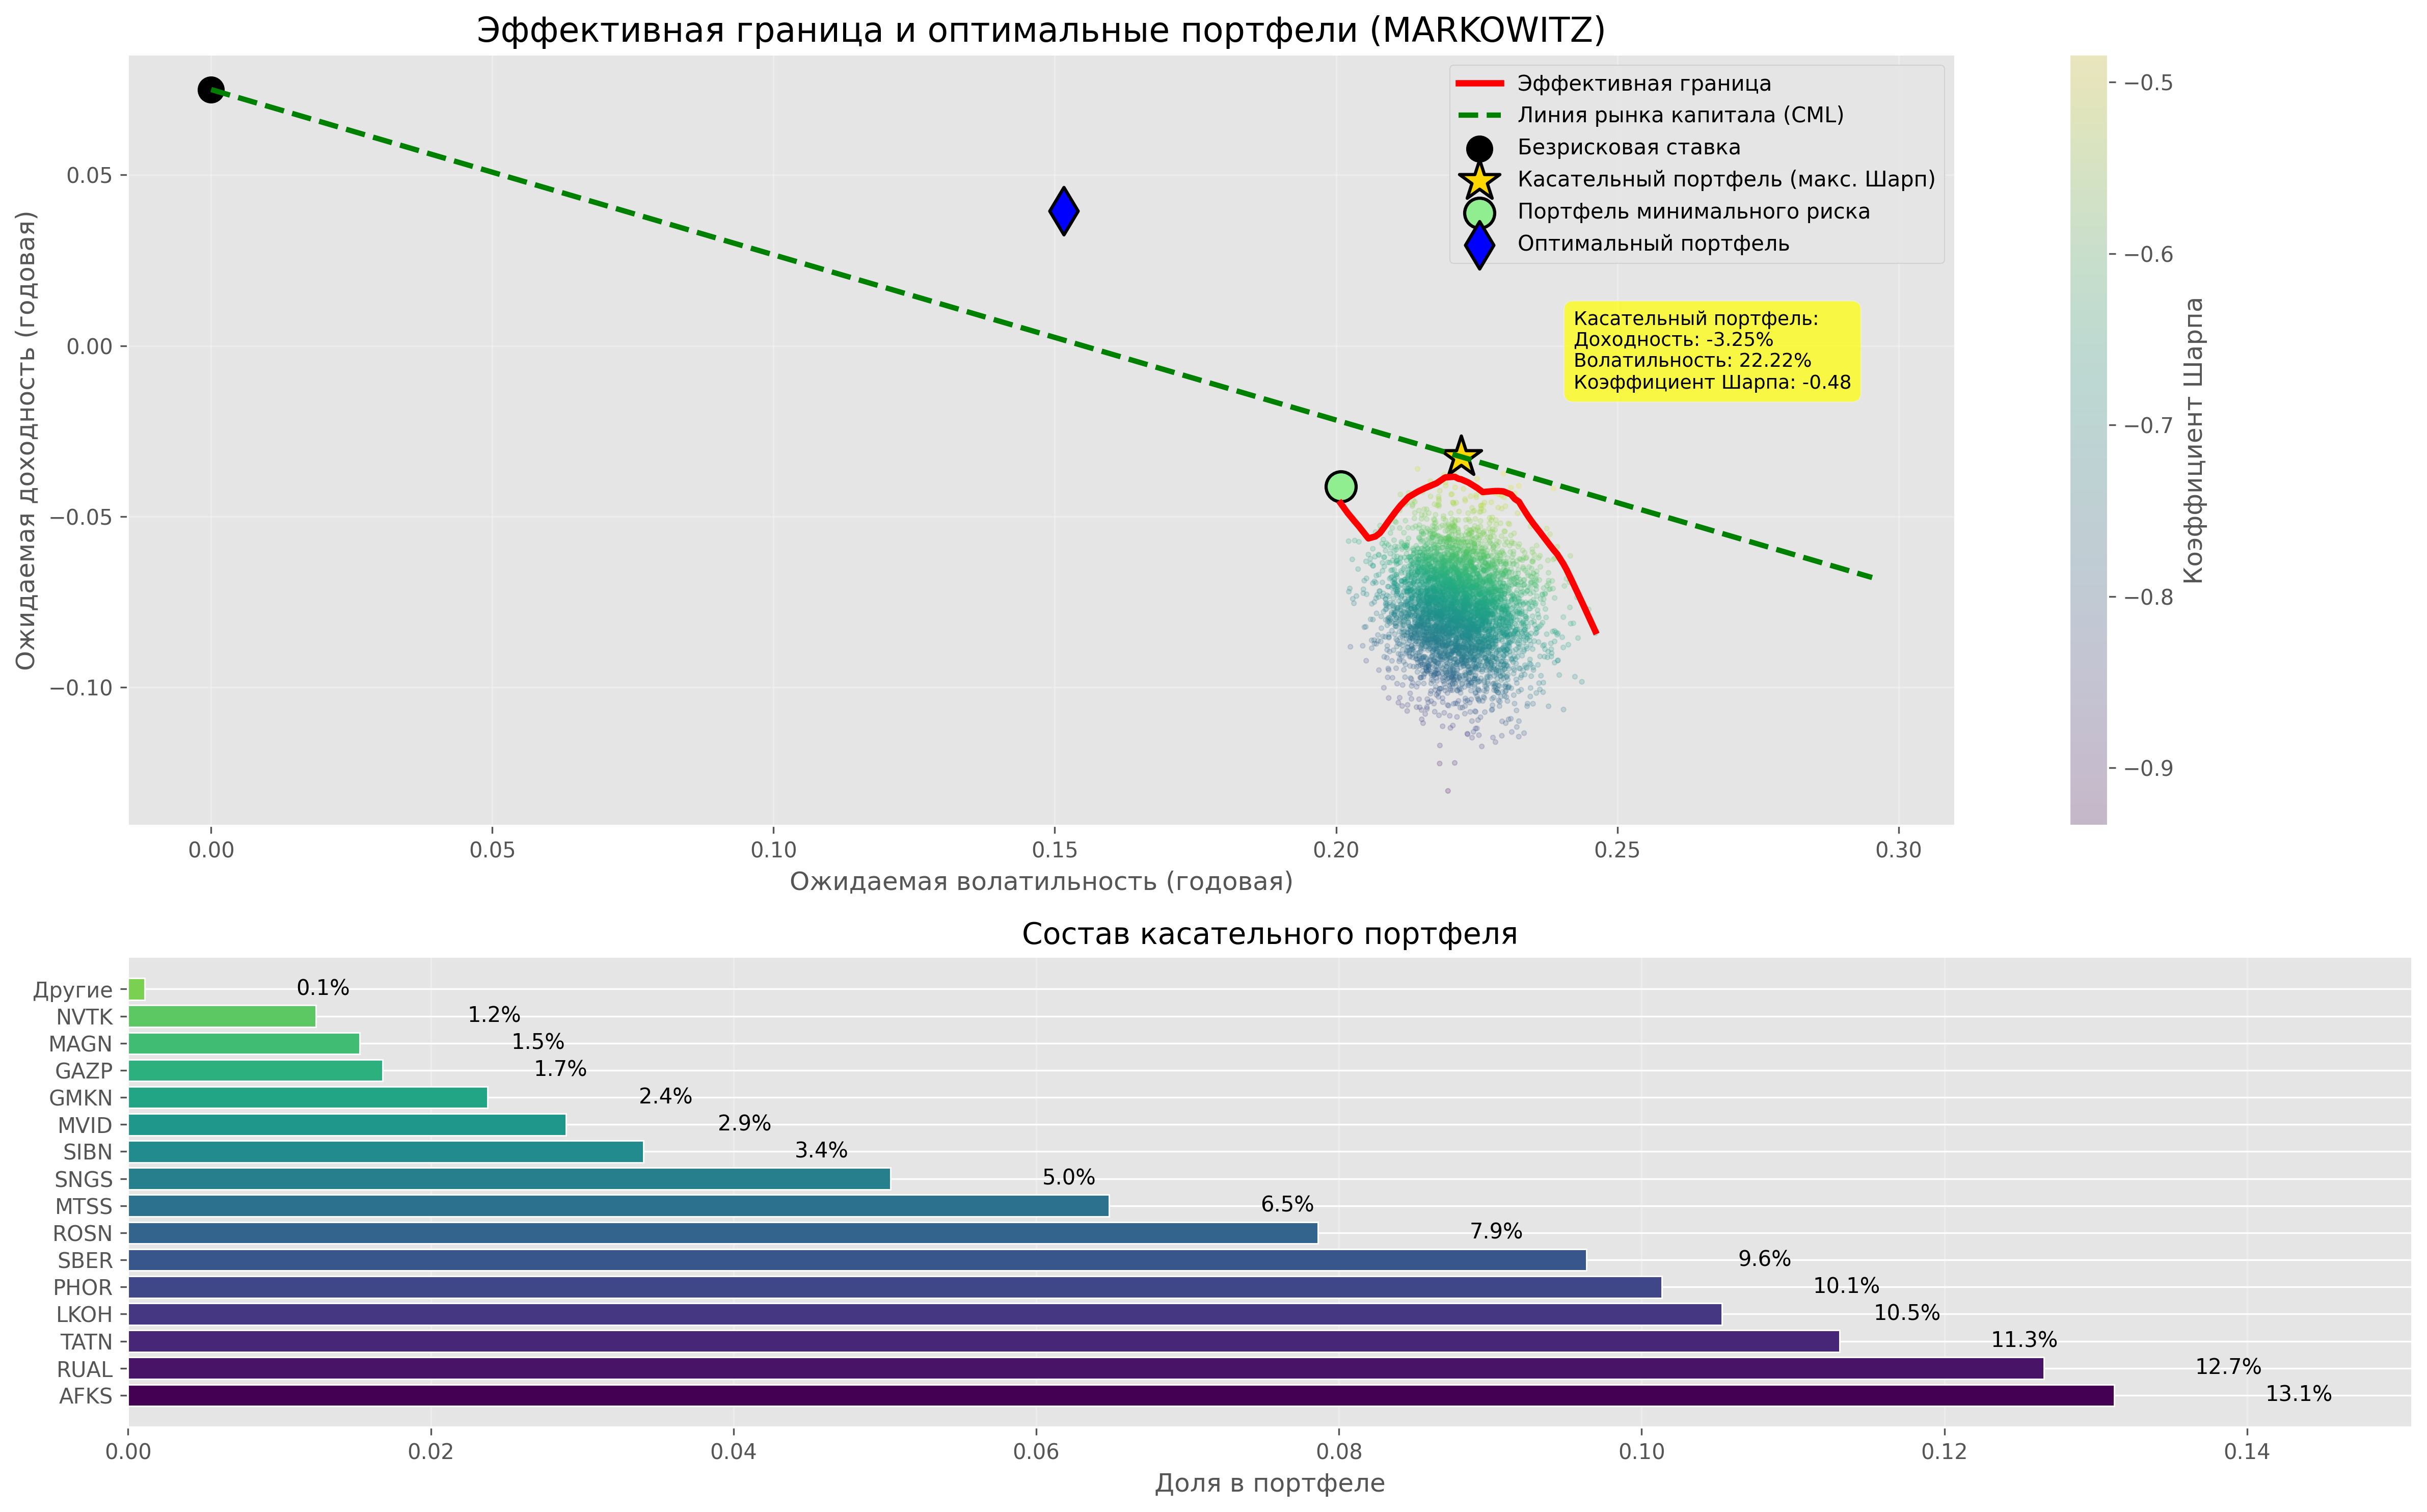 Эффективная граница и оптимальные портфели (MARKOWITZ)
Эффективная граница
Линия рынка капитала (CML)
Безрисковая ставка
Касательный портфель (макс. Шарп)
Портфель минимального риска
Оптимальный портфель
Касательный портфель:
Доходность: -3.25%
Волатильность: 22.22%
Коэффициент Шарпа: -0.48
Ожидаемая доходность (годовая)
0.05
0.00
−0.05
−0.10
0.00 0.05 0.10 0.15 0.20 0.25 0.30
Ожидаемая волатильность (годовая)
−0.5
−0.6
−0.7
−0.8
−0.9
Коэффициент Шарпа
Состав касательного портфеля
Другие 0.1%
NVTK 1.2%
MAGN 1.5%
GAZP 1.7%
GMKN 2.4%
MVID 2.9%
SIBN 3.4%
SNGS 5.0%
MTSS 6.5%
ROSN 7.9%
SBER 9.6%
PHOR 10.1%
LKOH 10.5%
TATN 11.3%
RUAL 12.7%
AFKS 13.1%
0.00 0.02 0.04 0.06 0.08 0.10 0.12 0.14
Доля в портфеле